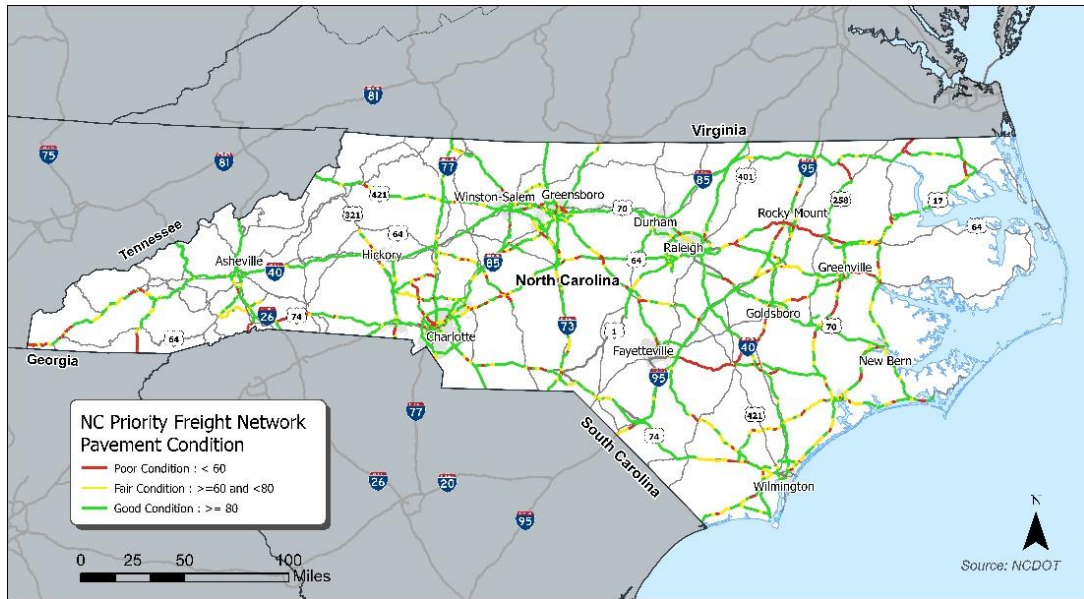 81
Virginia
75
81
77
95
85
401
421
Winston-Salem
Greensboro
321
70
258
17
Durham
Rocky Mount
Tennessee
64
Hickory
Raleigh
64
Asheville
85
64
40
North Carolina
Greenville
26
74
Goldsboro
73
Charlotte
1
70
64
Georgia
Fayetteville
40
New Bern
95
77
421
South Carolina
74
NC Priority Freight Network
Pavement Condition
Poor Condition : < 60
Fair Condition : >=60 and <80
Good Condition : >= 80
26
20
Wilmington
95
N
0 25 50 100
Miles
Source: NCDOT